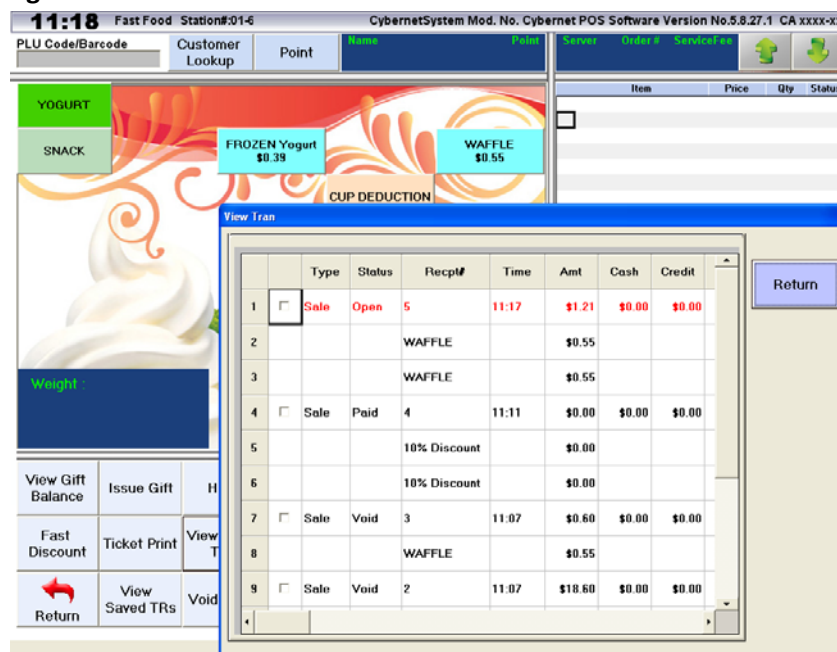 11:18 Fast Food Station#:01-6 CybernetSystem Mod. No. Cybernet POS Software Version No.5.8.27.1 CA xxxx-x
PLU Code/Barcode
Customer Lookup
Point
Name Point
Server Order# ServiceFee
Item Price Qty Statu
YOGURT
SNACK
FROZEN Yogurt
$0.39
WAFFLE
$0.55
CUP DEDUCTION
Weight :
View Tran
Type Status Recpt# Time Amt Cash Credit
1 Sale Open 5 11:17 $1.21 $0.00 $0.00
2 WAFFLE $0.55
3 WAFFLE $0.55
4 Sale Paid 4 11:11 $0.00 $0.00 $0.00
5 10% Discount $0.00
6 10% Discount $0.00
7 Sale Void 3 11:07 $0.60 $0.00 $0.00
8 WAFFLE $0.55
9 Sale Void 2 11:07 $18.60 $0.00 $0.00
Return
View Gift Balance
Issue Gift
H
Fast Discount
Ticket Print
View
T
Return
View Saved TRs
Void